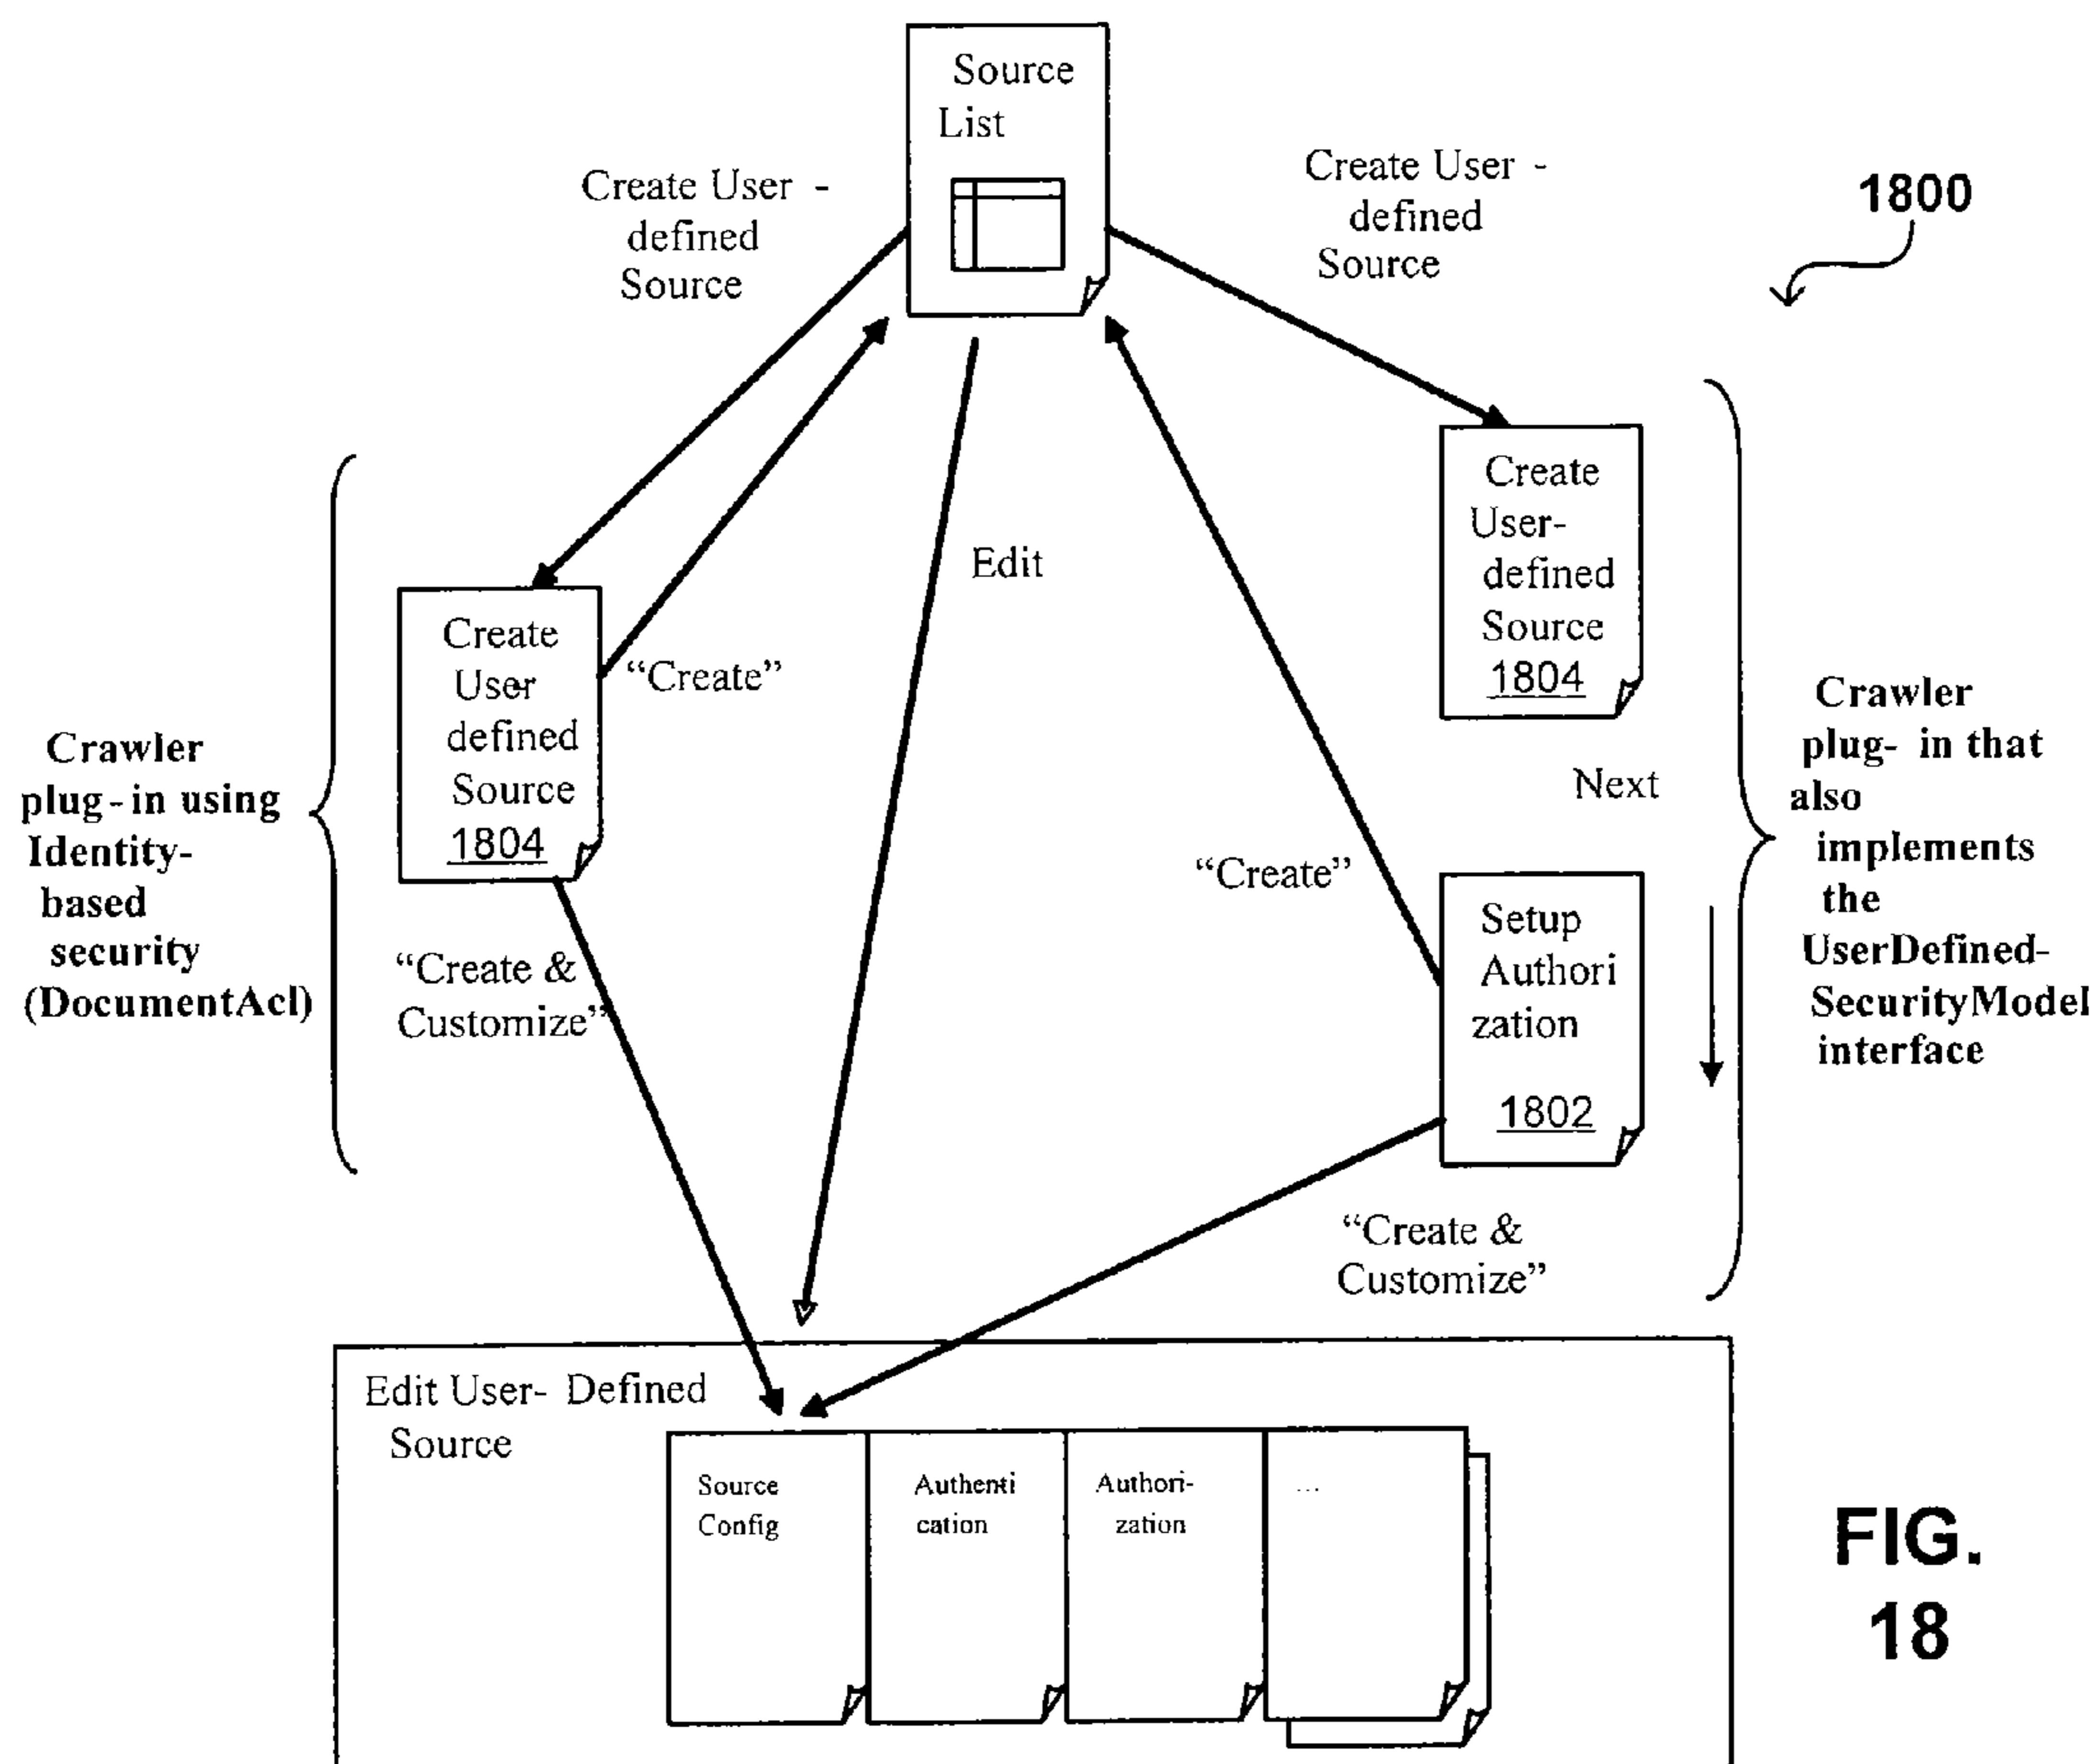 Source
List
Create User -
defined
Source
Create User -
defined
Source
1800
Create
User-
defined
Source
1804
Edit
Create
User
defined
Source
1804
"Create"
Crawler
plug-in using
Identity-
based
security
(DocumentAcl)
Next
Crawler
plug- in that
also
implements
the
UserDefined-
SecurityModel
interface
"Create"
Setup
Authori
zation
1802
"Create &
Customize"
"Create &
Customize"
Edit User- Defined
Source
Source
Config
Authenti
cation
Authori-
zation
...
FIG.
18